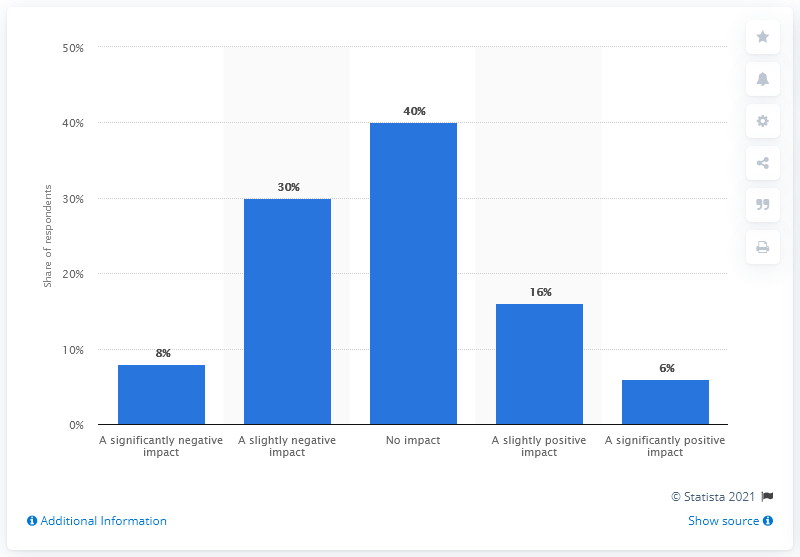 50%
40%
30%
20%
10%
0%
Share of respondents
8%
30%
40%
16%
6%
A significantly negative
impact
A slightly negative
impact
No impact
A slightly positive
impact
A significantly positive
impact
© Statista 2021
Additional Information
Show source